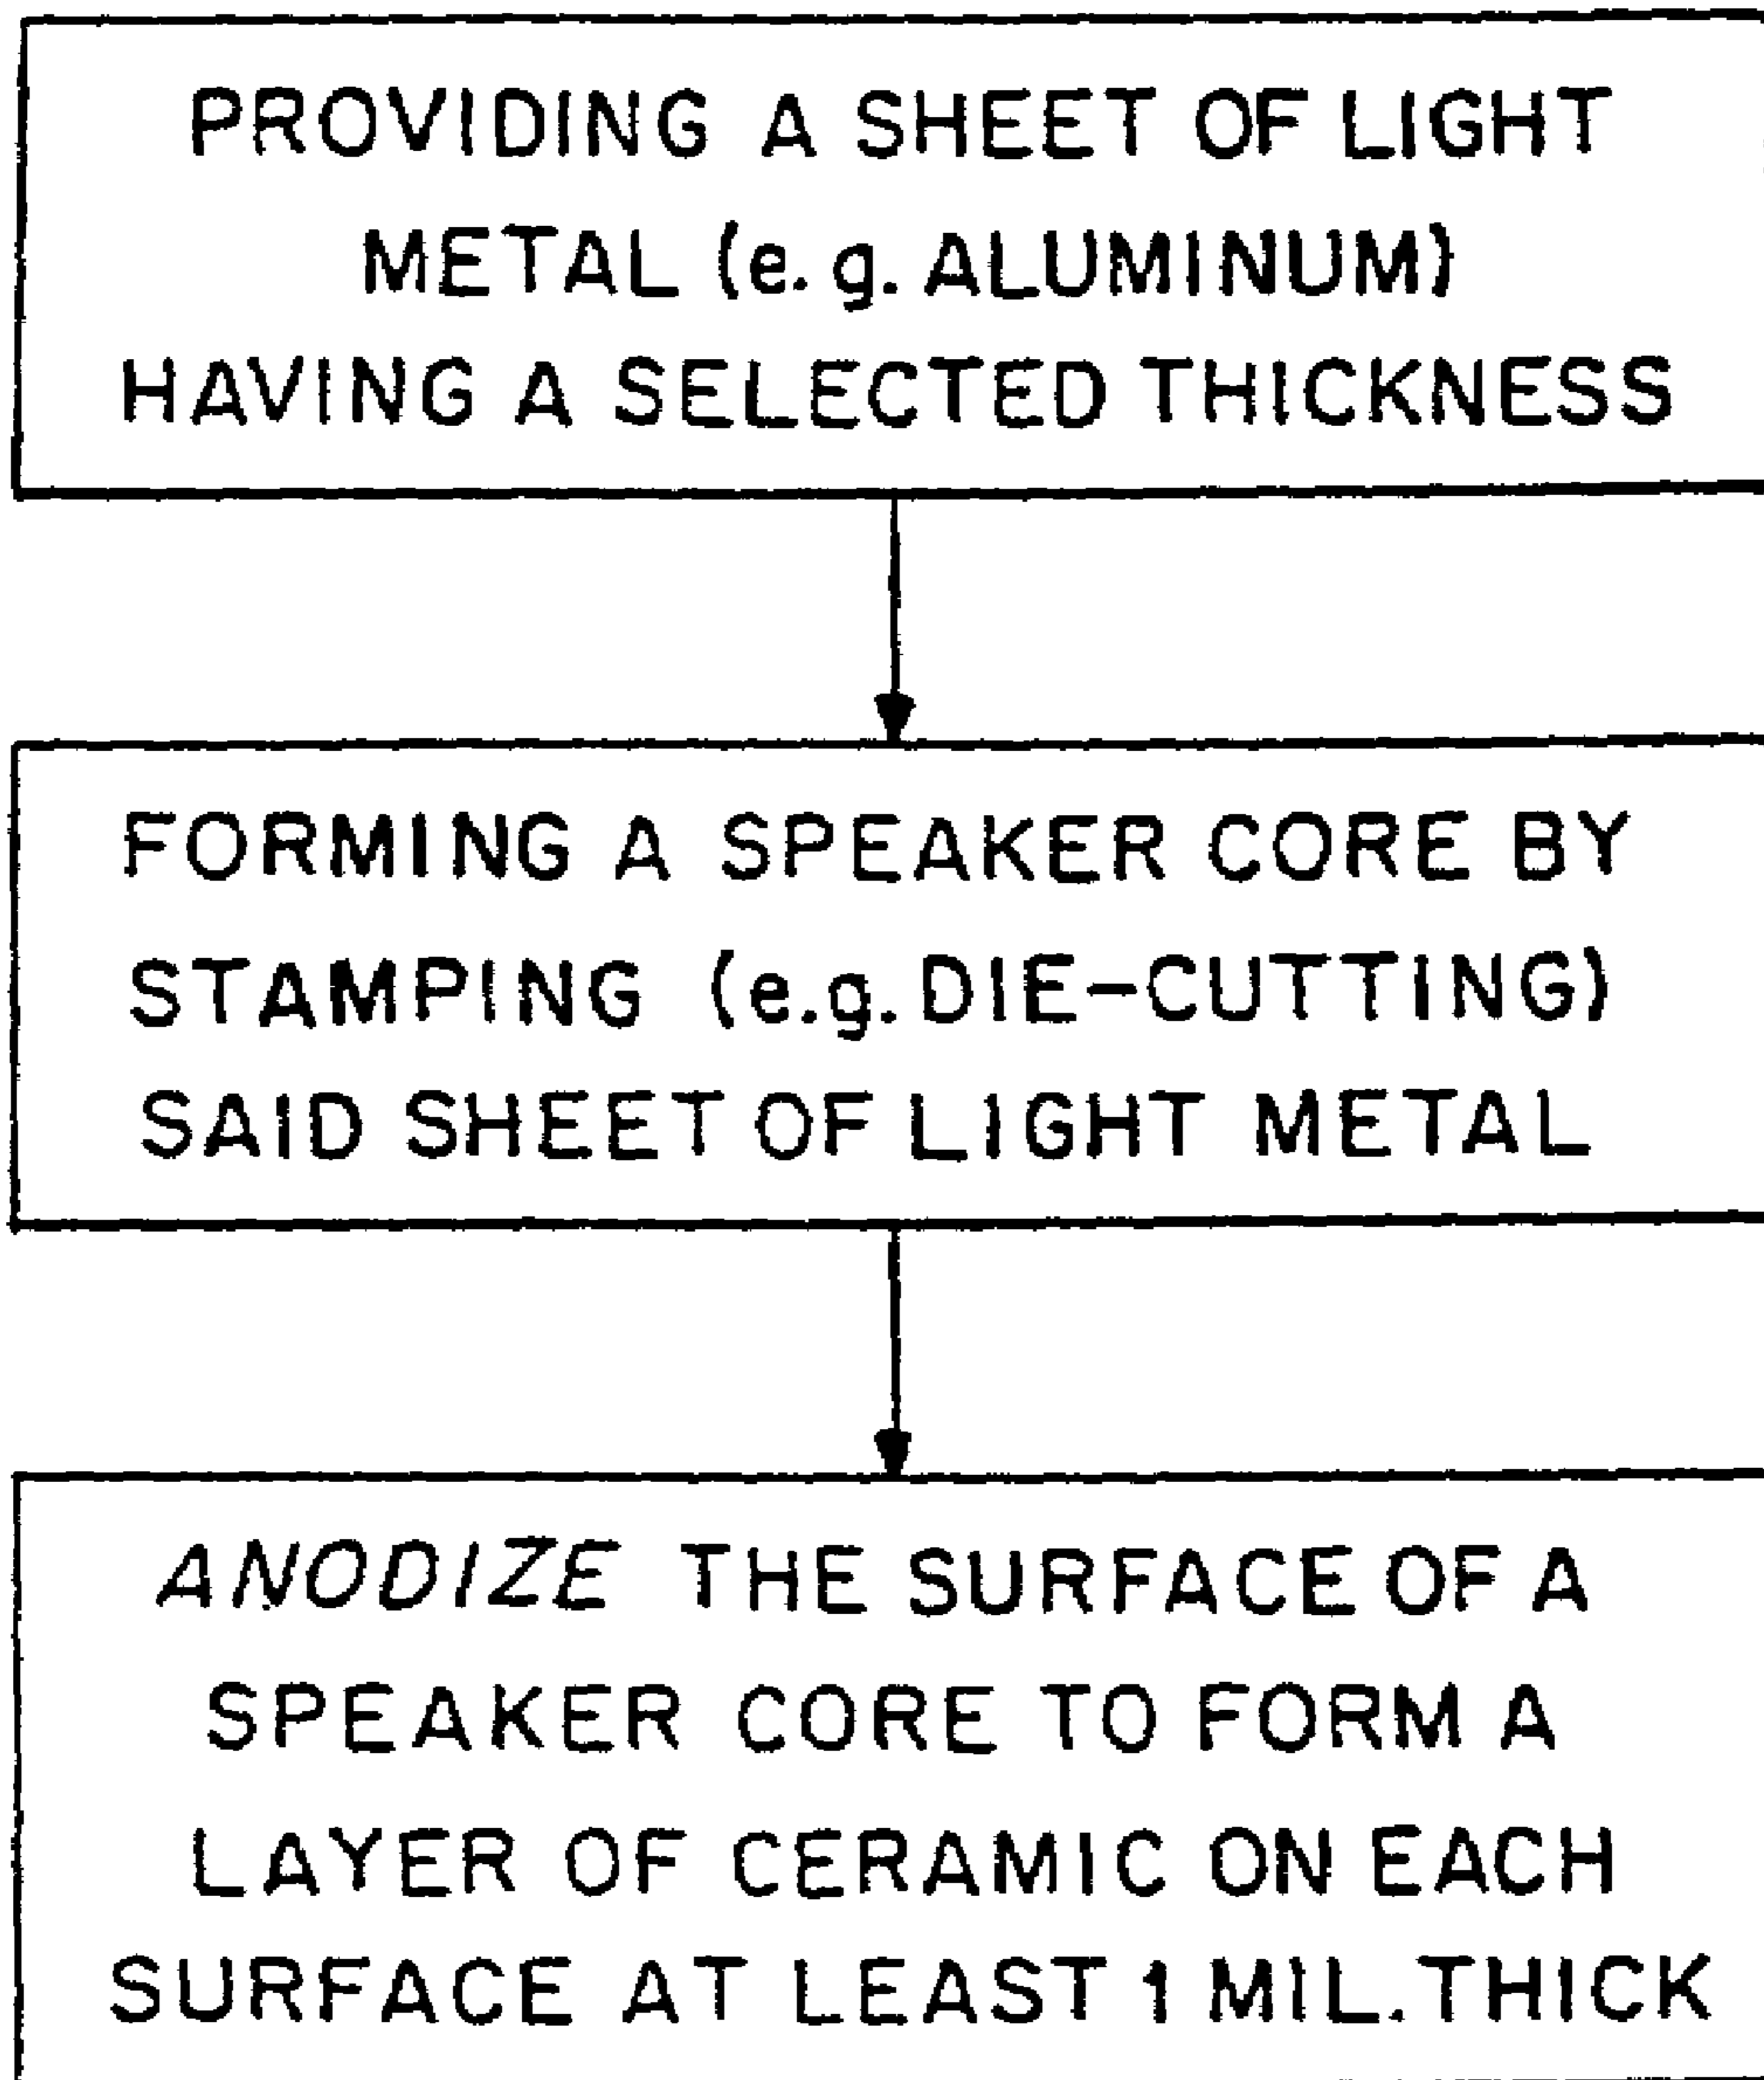 PROVIDING A SHEET OF LIGHT
METAL (e.g. ALUMINUM)
HAVING A SELECTED THICKNESS
FORMING A SPEAKER CORE BY
STAMPING (e.g. DIE-CUTTING)
SAID SHEET OF LIGHT METAL
ANODIZE THE SURFACE OF A
SPEAKER CORE TO FORM A
LAYER OF CERAMIC ON EACH
SURFACE AT LEAST 1 MIL. THICK